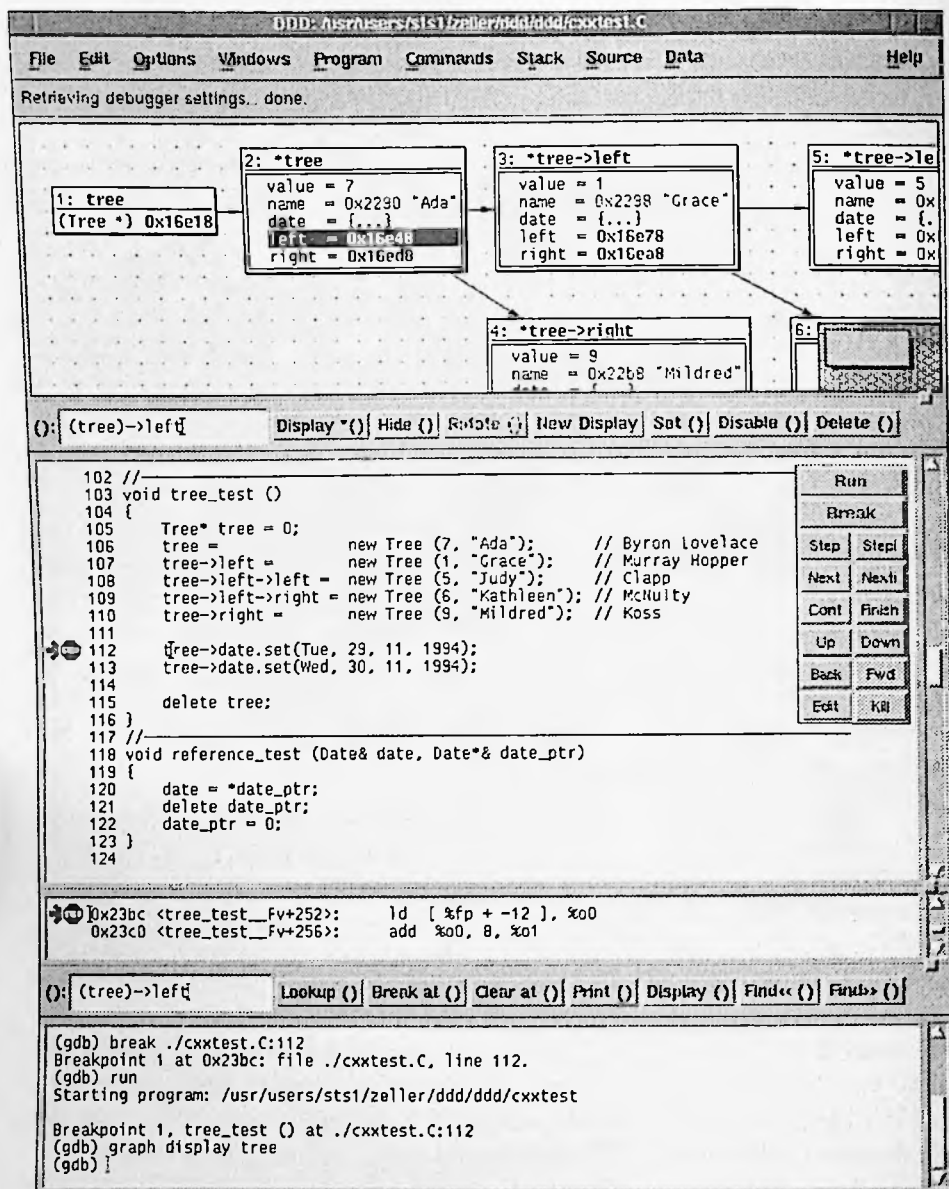 DDD: /usr/users/sts1/zeller/ddd/ddd/cxxtest.C
File Edit Options Windows Program Commands Stack Source Data Help
Retrieving debugger settings... done.
1: tree
(Tree *) 0x16e18
2: *tree
value = 7
name = 0x2290 "Ada"
date = {...}
left = 0x16e48
right = 0x16ed8
3: *tree->left
value = 1
name = 0x2298 "Grace"
date = {...}
left = 0x16e78
right = 0x16ea8
5: *tree->le
value = 5
name = 0x
date = {.
left = 0x
right = 0x
4: *tree->right
value = 9
name = 0x22b8 "Mildred"
date = {...}
6:
(): (tree)->left Display *() Hide () Rotate () New Display Set () Disable () Delete ()
102 //
103 void tree_test ()
104 {
105 Tree* tree = 0;
106 tree = new Tree (7, "Ada"); // Byron Lovelace
107 tree->left = new Tree (1, "Grace"); // Murray Hopper
108 tree->left->left = new Tree (5, "Judy"); // Clapp
109 tree->left->right = new Tree (6, "Kathleen"); // McNulty
110 tree->right = new Tree (9, "Mildred"); // Koss
111
112 tree->date.set(Tue, 29, 11, 1994);
113 tree->date.set(Wed, 30, 11, 1994);
114
115 delete tree;
116 }
117 //
118 void reference_test (Date& date, Date*& date_ptr)
119 {
120 date = *date_ptr;
121 delete date_ptr;
122 date_ptr = 0;
123 }
124
Run
Break
Step Stepi
Next Nexti
Cont Finish
Up Down
Back Fwd
Edit Kill
0x23bc <tree_test__Fv+252>: ld [ %fp + -12 ], %o0
0x23c0 <tree_test__Fv+256>: add %o0, 8, %o1
(): (tree)->left Lookup () Break at () Clear at () Print () Display () Find<< () Find>> ()
(gdb) break ./cxxtest.C:112
Breakpoint 1 at 0x23bc: file ./cxxtest.C, line 112.
(gdb) run
Starting program: /usr/users/sts1/zeller/ddd/ddd/cxxtest
Breakpoint 1, tree_test () at ./cxxtest.C:112
(gdb) graph display tree
(gdb)